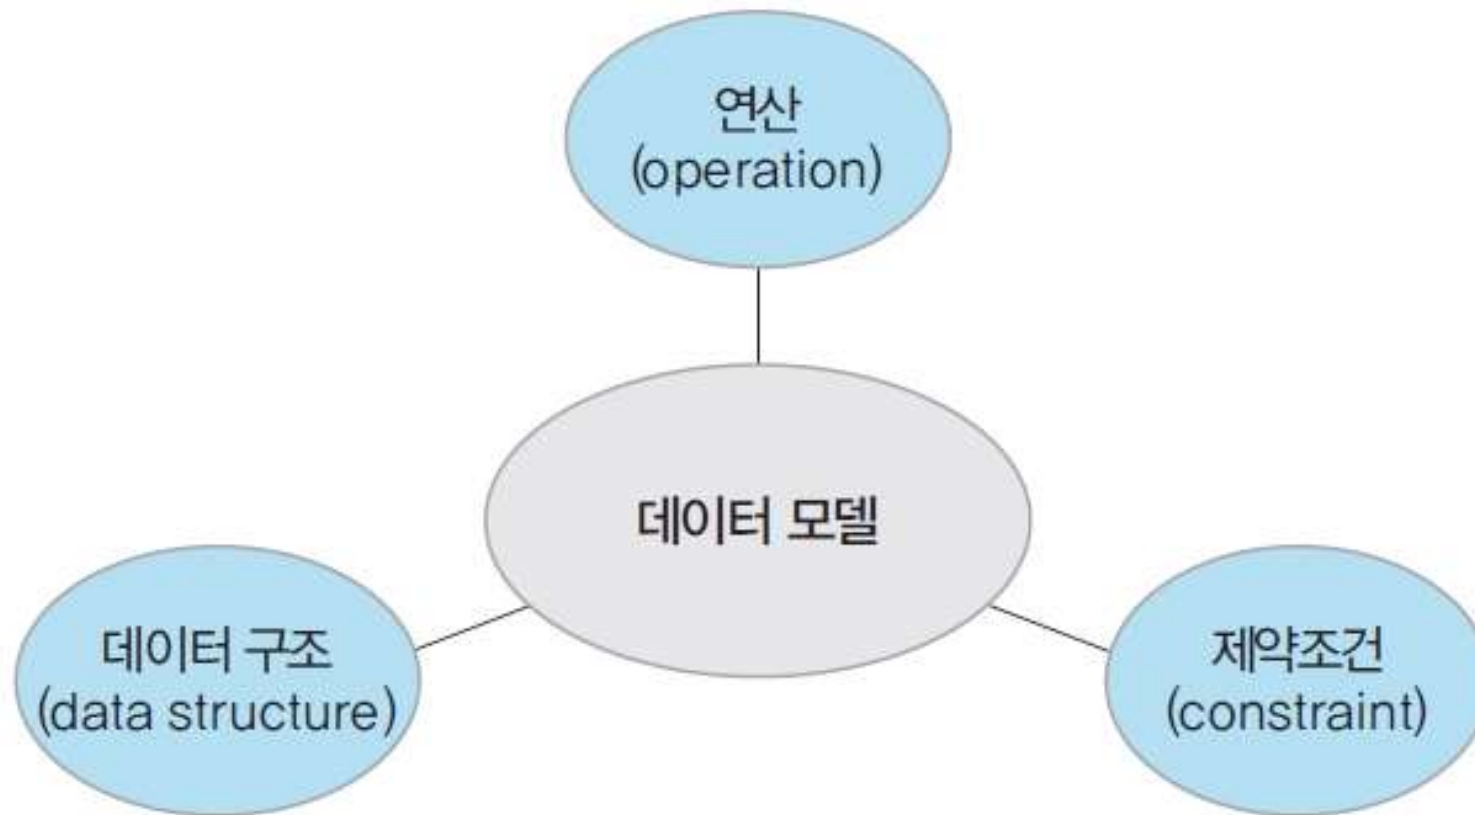 연산
(operation)
데이터 모델
데이터 구조
(data structure)
제약조건
(constraint)